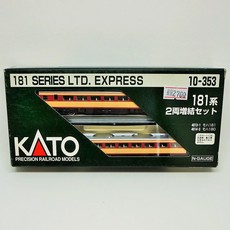 181 SERIES LTD. EXPRESS
10-353
181系
2両増結セット
KATO
PRECISION RAILROAD MODELS
N-GAUGE